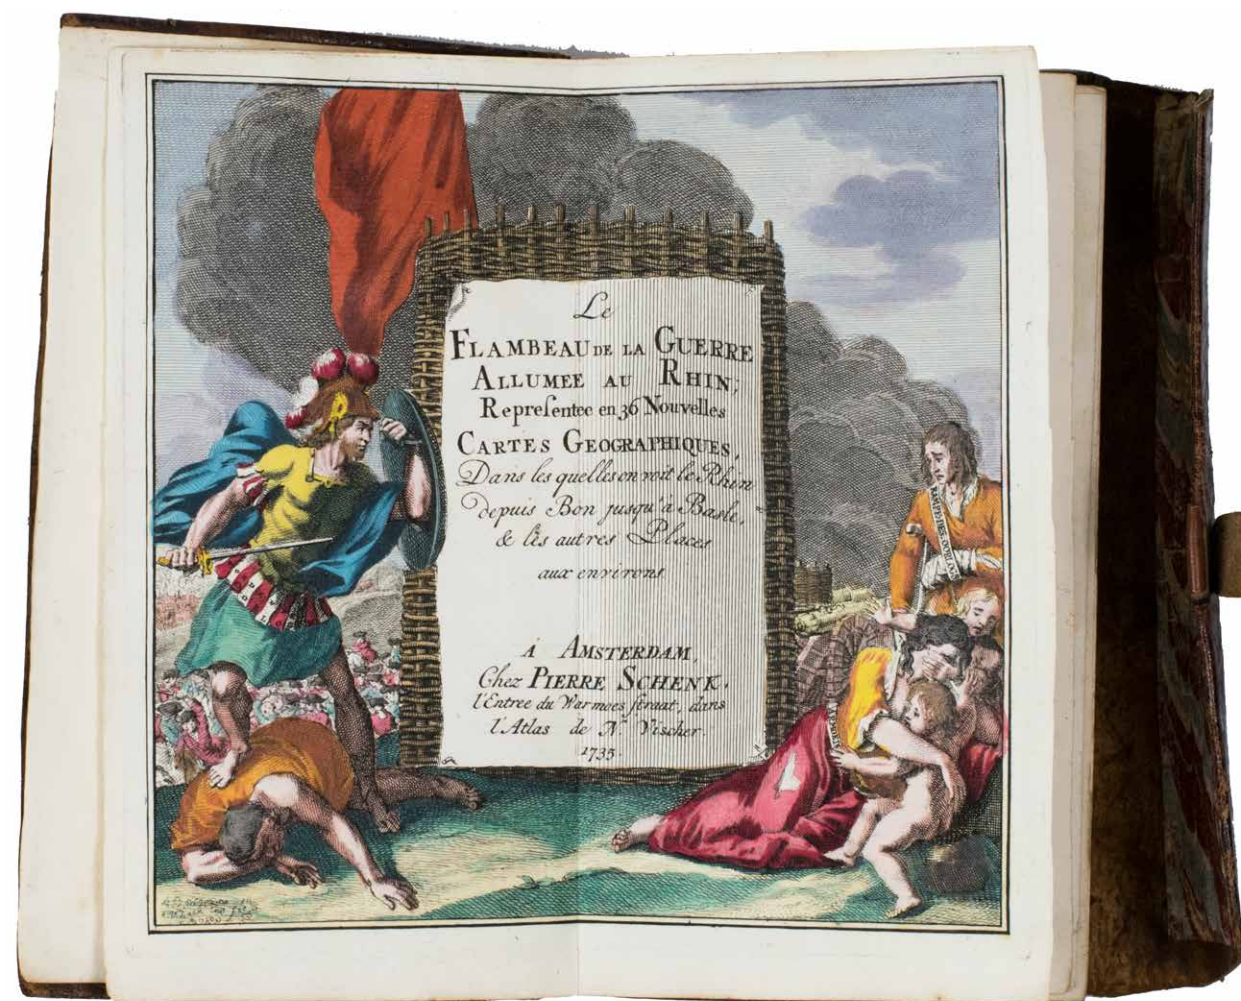 Le
FLAMBEAU DE LA GUERRE
ALLUMEE AU RHIN,
Repreſentee en 36 Nouvelles
CARTES GEOGRAPHIQUES,
Dans les quelles on voit le Rhin
depuis Bon jusqu'à Basle,
& lès autres Places
aux environs
Á AMSTERDAM,
Chez PIERRE SCHENK,
l'Entree du Warmoes ſtraat, dans
l'Atlas de N. Vischer.
1735.